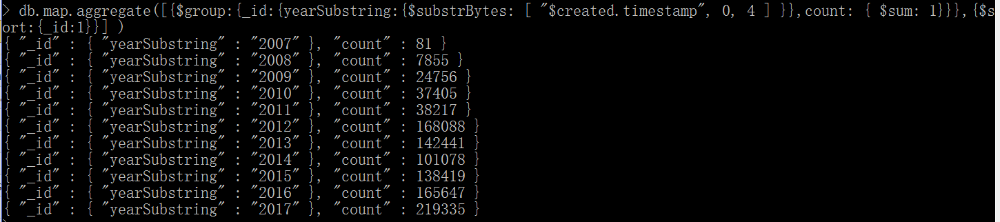 > db.map.aggregate([{$group:{_id:{yearSubstring:{$substrBytes: [ "$created.timestamp", 0, 4 ] }},count: { $sum: 1}}},{$s
ort:{_id:1}}] )
{ "_id" : { "yearSubstring" : "2007" }, "count" : 81 }
{ "_id" : { "yearSubstring" : "2008" }, "count" : 7855 }
{ "_id" : { "yearSubstring" : "2009" }, "count" : 24756 }
{ "_id" : { "yearSubstring" : "2010" }, "count" : 37405 }
{ "_id" : { "yearSubstring" : "2011" }, "count" : 38217 }
{ "_id" : { "yearSubstring" : "2012" }, "count" : 168088 }
{ "_id" : { "yearSubstring" : "2013" }, "count" : 142441 }
{ "_id" : { "yearSubstring" : "2014" }, "count" : 101078 }
{ "_id" : { "yearSubstring" : "2015" }, "count" : 138419 }
{ "_id" : { "yearSubstring" : "2016" }, "count" : 165647 }
{ "_id" : { "yearSubstring" : "2017" }, "count" : 219335 }